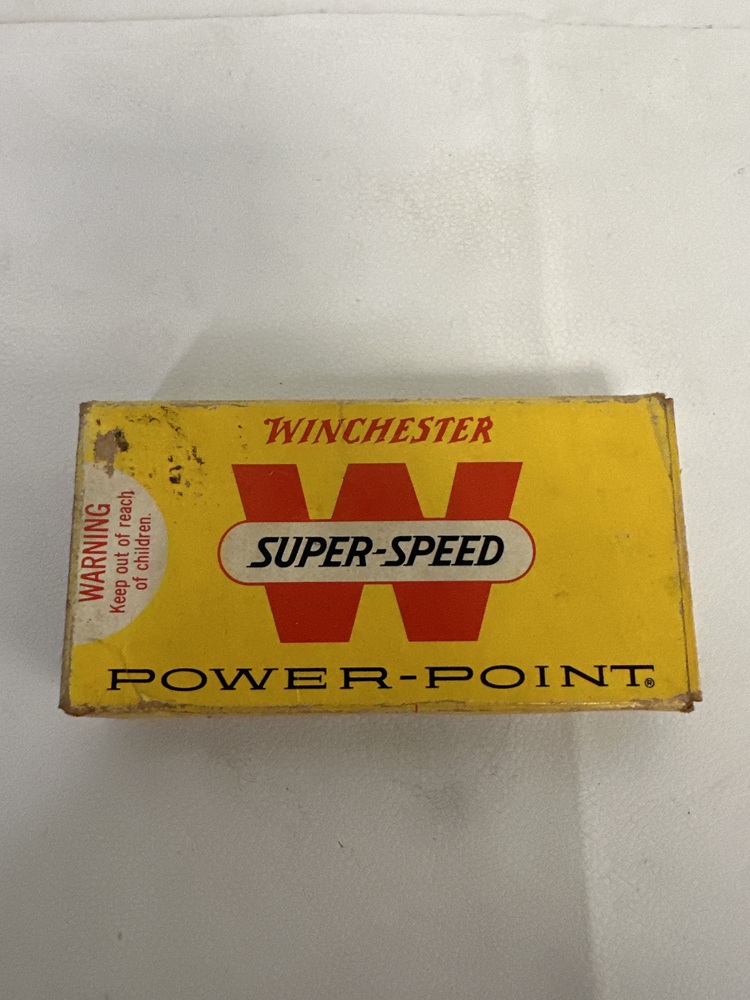 WINCHESTER
W
SUPER-SPEED
POWER-POINT®
WARNING
Keep out of reach
of children.